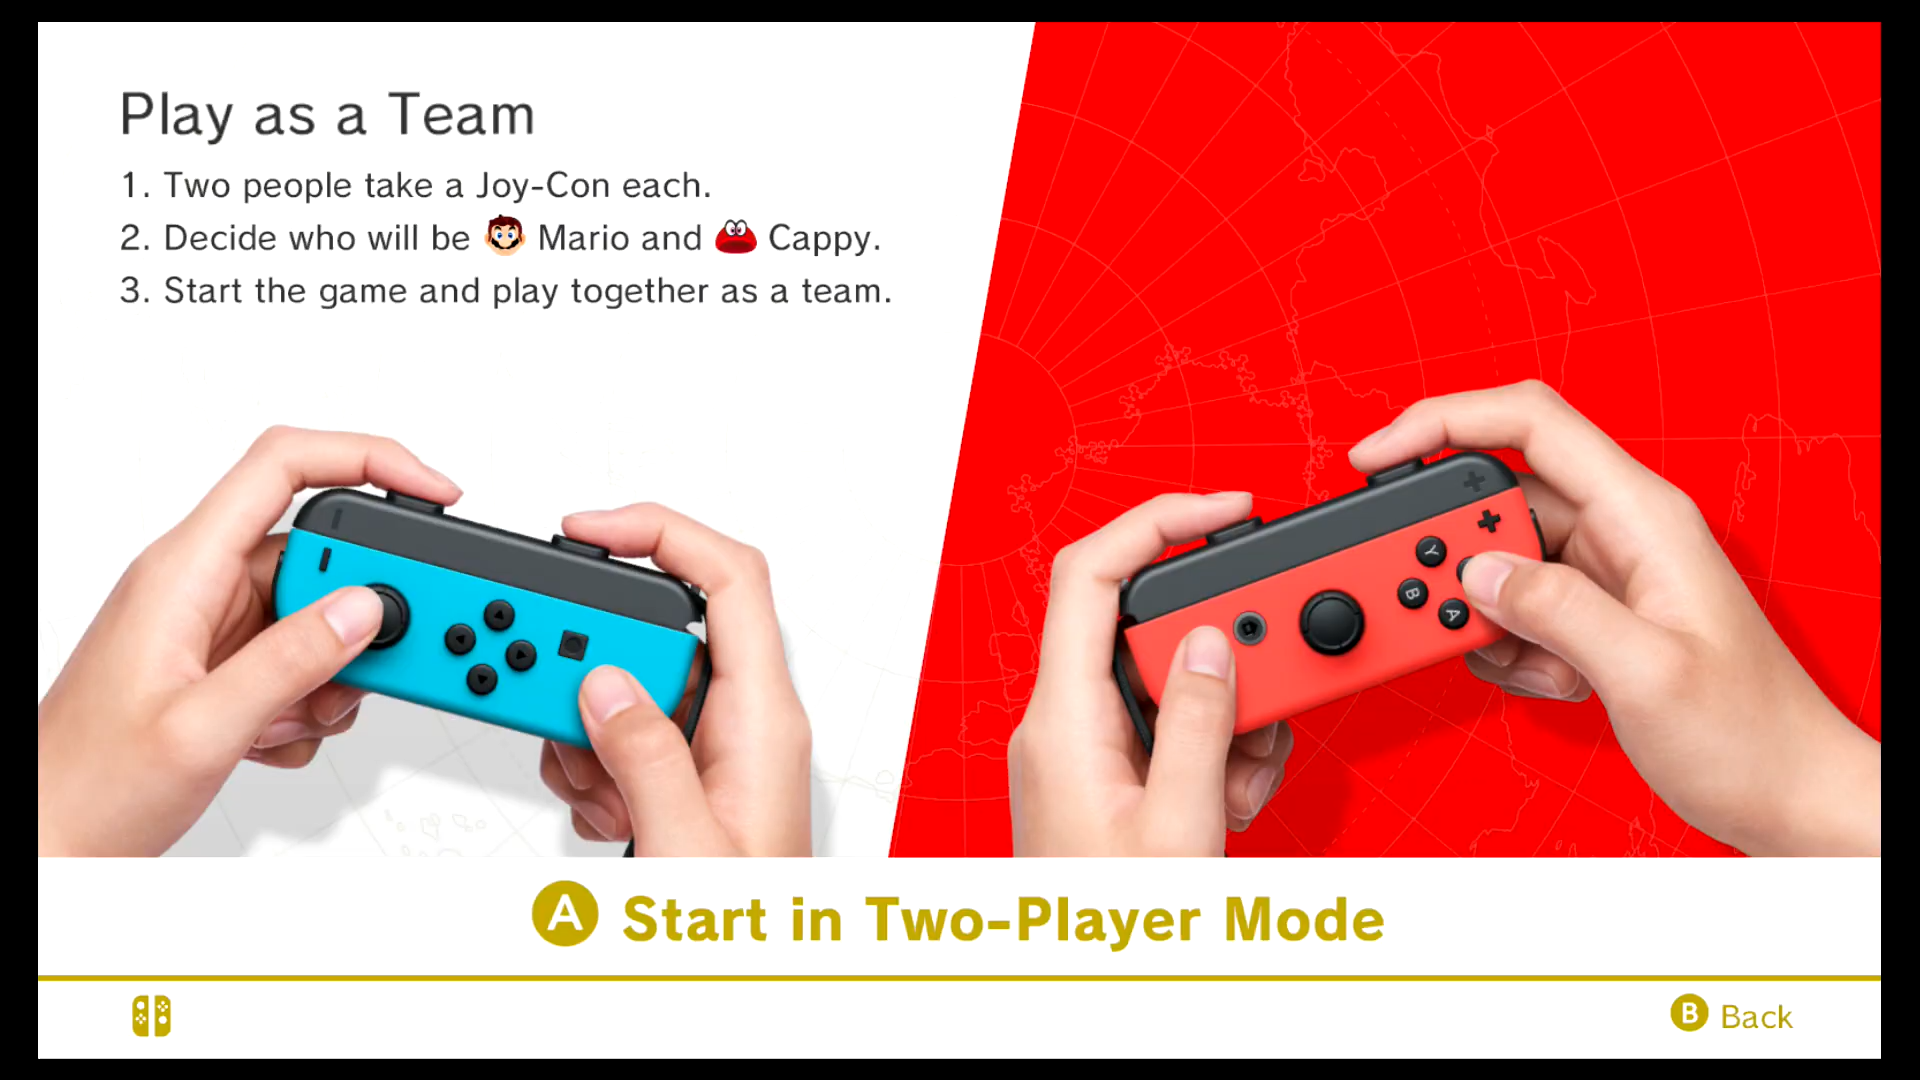 Play as a Team
1. Two people take a Joy-Con each.
2. Decide who will be Mario and Cappy.
3. Start the game and play together as a team.
Y
B
A
A Start in Two-Player Mode
B Back